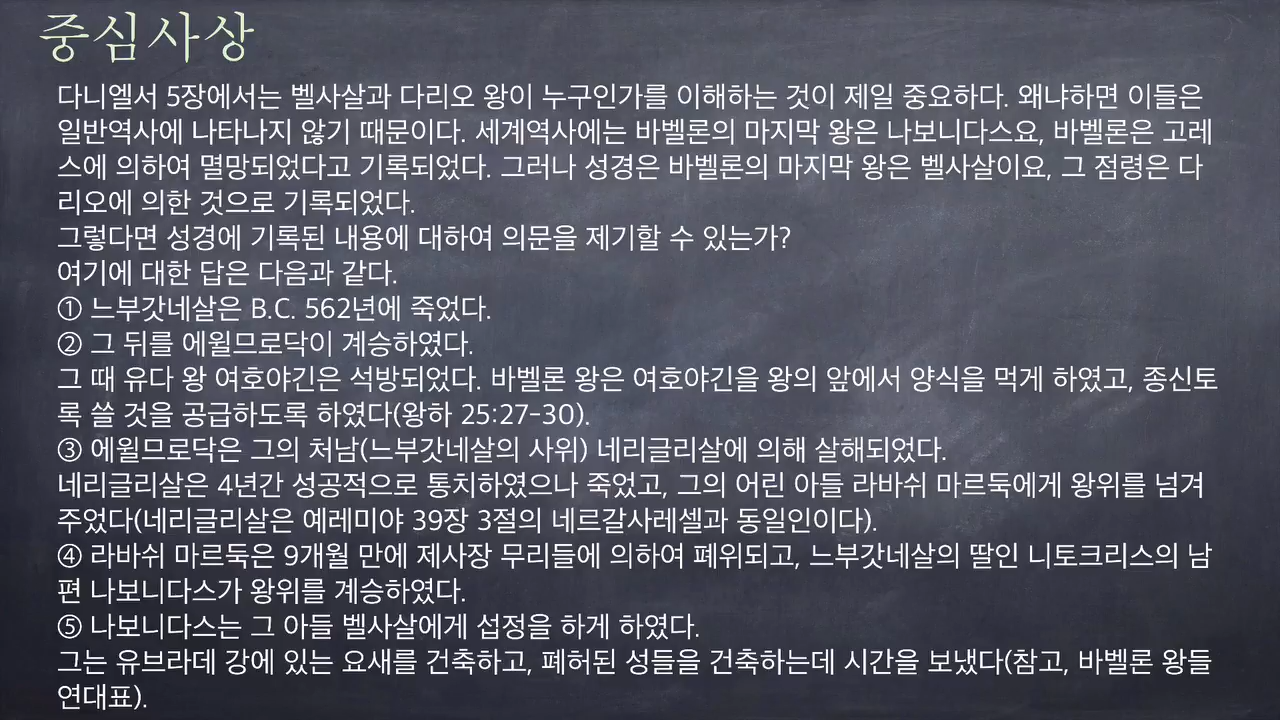 중심사상
다니엘서 5장에서는 벨사살과 다리오 왕이 누구인가를 이해하는 것이 제일 중요하다. 왜냐하면 이들은
일반역사에 나타나지 않기 때문이다. 세계역사에는 바벨론의 마지막 왕은 나보니다스요, 바벨론은 고레
스에 의하여 멸망되었다고 기록되었다. 그러나 성경은 바벨론의 마지막 왕은 벨사살이요, 그 점령은 다
리오에 의한 것으로 기록되었다.
그렇다면 성경에 기록된 내용에 대하여 의문을 제기할 수 있는가?
여기에 대한 답은 다음과 같다.
① 느부갓네살은 B.C. 562년에 죽었다.
② 그 뒤를 에윌므로닥이 계승하였다.
그 때 유다 왕 여호야긴은 석방되었다. 바벨론 왕은 여호야긴을 왕의 앞에서 양식을 먹게 하였고, 종신토
록 쓸 것을 공급하도록 하였다(왕하 25:27-30).
③ 에윌므로닥은 그의 처남(느부갓네살의 사위) 네리글리살에 의해 살해되었다.
네리글리살은 4년간 성공적으로 통치하였으나 죽었고, 그의 어린 아들 라바쉬 마르둑에게 왕위를 넘겨
주었다(네리글리살은 예레미야 39장 3절의 네르갈사레셀과 동일인이다).
④ 라바쉬 마르둑은 9개월 만에 제사장 무리들에 의하여 폐위되고, 느부갓네살의 딸인 니토크리스의 남
편 나보니다스가 왕위를 계승하였다.
⑤ 나보니다스는 그 아들 벨사살에게 섭정을 하게 하였다.
그는 유브라데 강에 있는 요새를 건축하고, 폐허된 성들을 건축하는데 시간을 보냈다(참고, 바벨론 왕들
연대표).